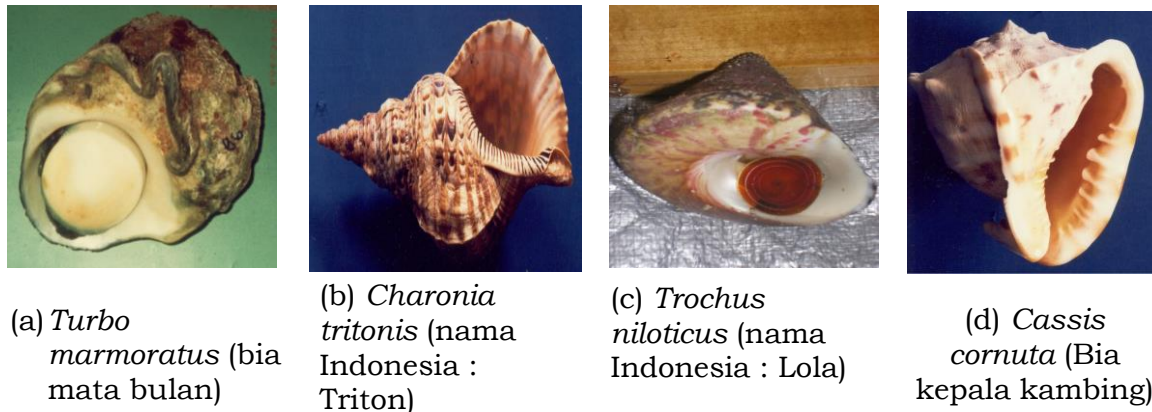 (a) Turbo
marmoratus (bia
mata bulan)
(b) Charonia
tritonis (nama
Indonesia :
Triton)
(c) Trochus
niloticus (nama
Indonesia : Lola)
(d) Cassis
cornuta (Bia
kepala kambing)